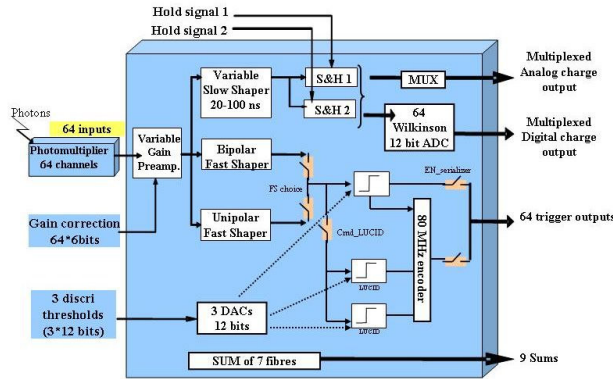 Hold signal 1
Hold signal 2
Photons
64 inputs
Photomultiplier
64 channels
Variable
Gain
Preamp.
Gain correction
64*6bits
3 discri
thresholds
(3*12 bits)
Variable
Slow Shaper
20-100 ns
S&H 1
S&H 2
MUX
64
Wilkinson
12 bit ADC
Multiplexed
Analog charge
output
Multiplexed
Digital charge
output
Bipolar
Fast Shaper
FS choice
Unipolar
Fast Shaper
Cmd_LUCID
EN_serializer
80 MHz
encoder
LUCID
LUCID
64 trigger outputs
3 DACs
12 bits
SUM of 7 fibres
9 Sums